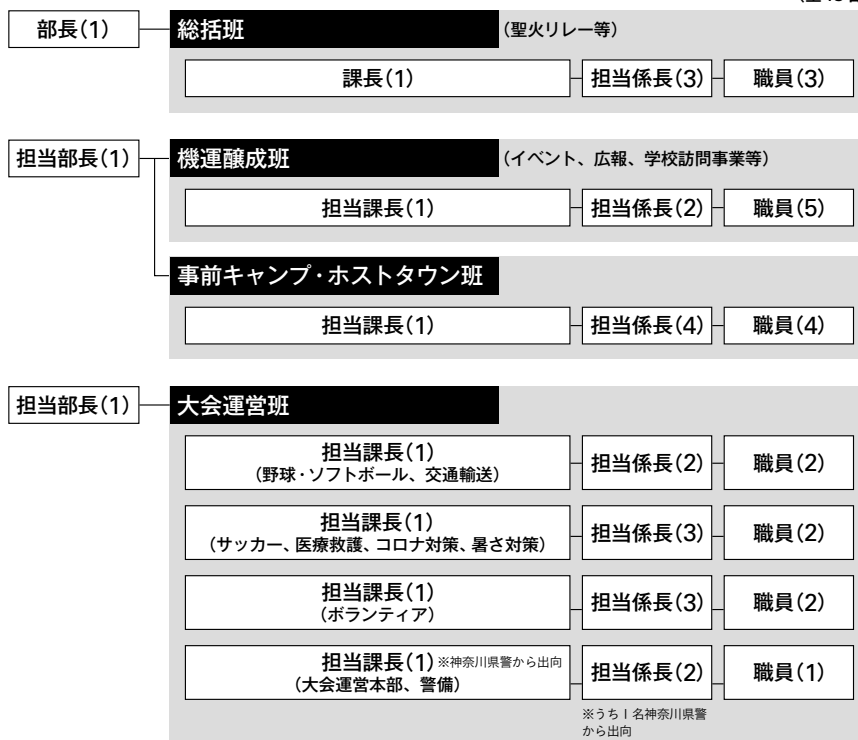 部長(1)
総括班
(聖火リレー等)
課長(1)
担当係長(3)
職員(3)
担当部長(1)
機運醸成班
(イベント、広報、学校訪問事業等)
担当課長(1)
担当係長(2)
職員(5)
事前キャンプ・ホストタウン班
担当課長(1)
担当係長(4)
職員(4)
担当部長(1)
大会運営班
担当課長(1)
(野球・ソフトボール、交通輸送)
担当係長(2)
職員(2)
担当課長(1)
(サッカー、医療救護、コロナ対策、暑さ対策)
担当係長(3)
職員(2)
担当課長(1)
(ボランティア)
担当係長(3)
職員(2)
担当課長(1)※神奈川県警から出向
(大会運営本部、警備)
担当係長(2)
職員(1)
※うち1名神奈川県警
から出向